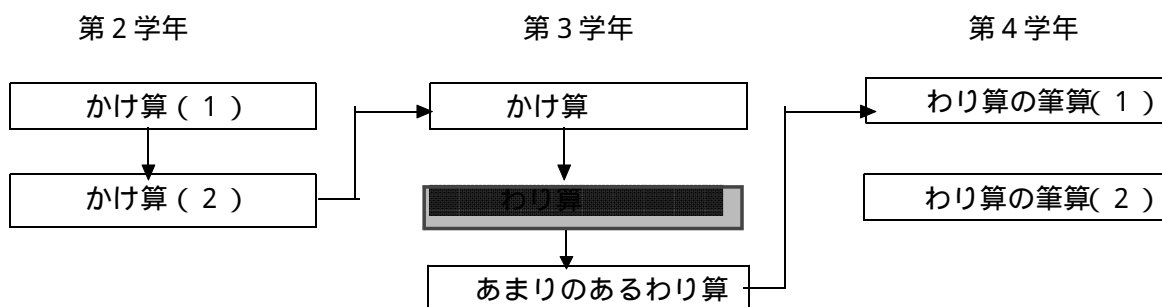 第2学年
第3学年
第4学年
かけ算(1)
かけ算
わり算の筆算(1)
かけ算(2)
わり算
わり算の筆算(2)
あまりのあるわり算